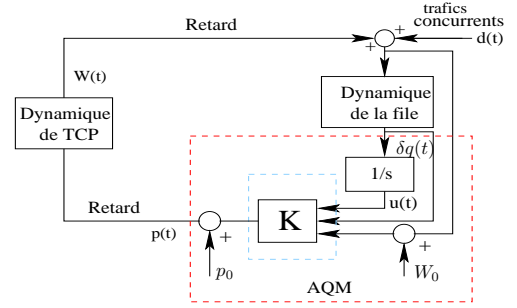 Retard
trafics
concurrents
+
+
d(t)
W(t)
Dynamique
de TCP
Dynamique
de la file
δq(t)
1/s
u(t)
Retard
K
p(t)
+
+
p₀
W₀
AQM